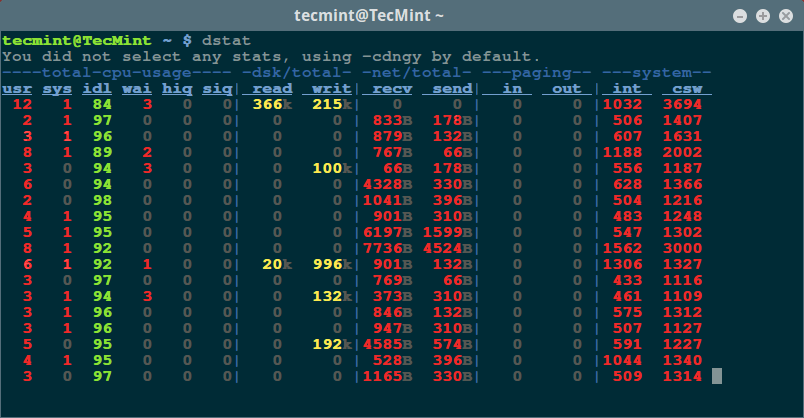 tecmint@TecMint ~
tecmint@TecMint ~ $ dstat
You did not select any stats, using -cdngy by default.
----total-cpu-usage---- -dsk/total- -net/total- ---paging-- ---system--
usr sys idl wai hiq siq| read  writ| recv  send|  in   out | int   csw
 12   1  84   3   0   0| 366k  215k|   0     0 |   0     0 |1032  3694
  2   1  97   0   0   0|   0     0 | 833B  178B|   0     0 | 506  1407
  3   1  96   0   0   0|   0     0 | 879B  132B|   0     0 | 607  1631
  8   1  89   2   0   0|   0     0 | 767B   66B|   0     0 |1188  2002
  3   0  94   3   0   0|   0   100k|  66B  178B|   0     0 | 556  1187
  6   0  94   0   0   0|   0     0 |4328B  330B|   0     0 | 628  1366
  2   0  98   0   0   0|   0     0 |1041B  396B|   0     0 | 504  1216
  4   1  95   0   0   0|   0     0 | 901B  310B|   0     0 | 483  1248
  5   1  95   0   0   0|   0     0 |6197B 1599B|   0     0 | 547  1302
  8   1  92   0   0   0|   0     0 |7736B 4524B|   0     0 |1562  3000
  6   1  92   1   0   0|  20k  996k| 901B  132B|   0     0 |1306  1327
  3   0  97   0   0   0|   0     0 | 769B   66B|   0     0 | 433  1116
  3   1  94   3   0   0|   0   132k| 373B  310B|   0     0 | 461  1109
  3   1  96   0   0   0|   0     0 | 846B  132B|   0     0 | 575  1312
  3   1  96   0   0   0|   0     0 | 947B  310B|   0     0 | 507  1127
  5   0  95   0   0   0|   0   192k|4585B  574B|   0     0 | 591  1227
  4   1  95   0   0   0|   0     0 | 528B  396B|   0     0 |1044  1340
  3   0  97   0   0   0|   0     0 |1165B  330B|   0     0 | 509  1314